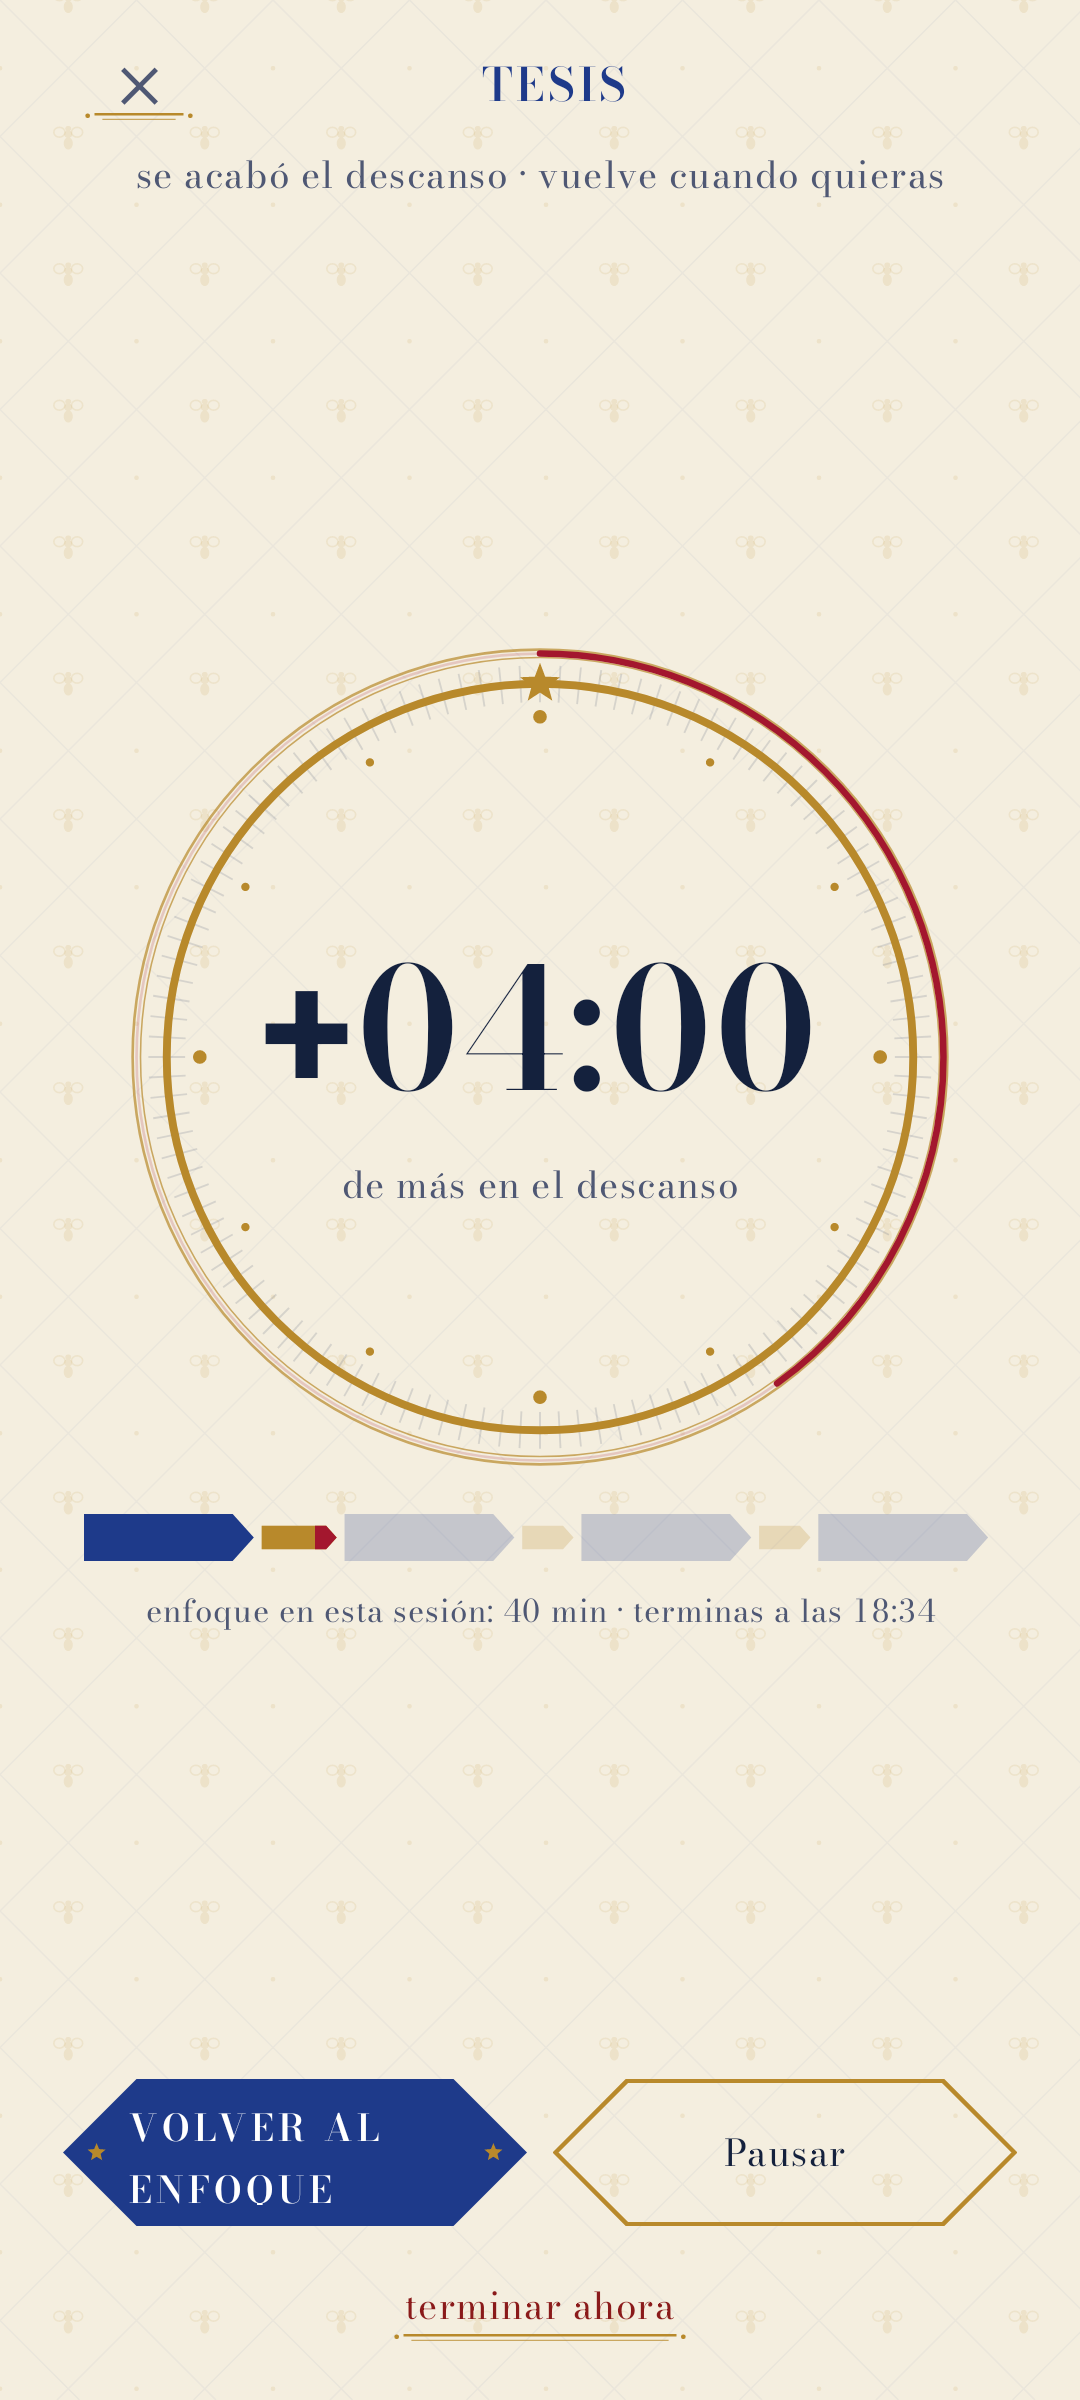 TESIS
se acabó el descanso · vuelve cuando quieras
+04:00
de más en el descanso
enfoque en esta sesión: 40 min · terminas a las 18:34
VOLVER AL
ENFOQUE
Pausar
terminar ahora